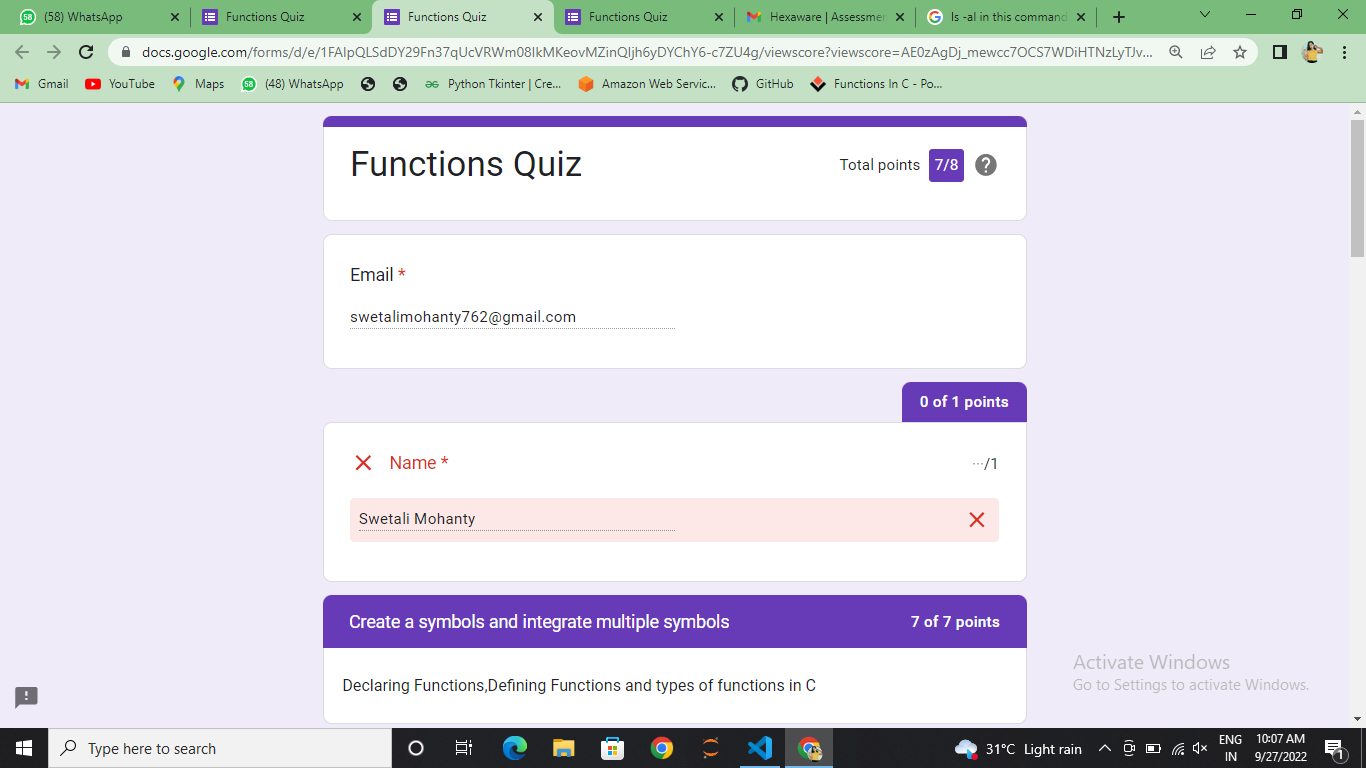 (58) WhatsApp
Functions Quiz
Functions Quiz
Functions Quiz
Hexaware | Assessmen
ls -al in this command
docs.google.com/forms/d/e/1FAIpQLSdDY29Fn37qUcVRWm08IkMKeovMZinQIjh6yDYChY6-c7ZU4g/viewscore?viewscore=AE0zAgDj_mewcc7OCS7WDiHTNzLyTJv...
Gmail
YouTube
Maps
(48) WhatsApp
Python Tkinter | Cre...
Amazon Web Servic...
GitHub
Functions In C - Po...
Functions Quiz
Total points 7/8
Email *
swetalimohanty762@gmail.com
0 of 1 points
Name *
···/1
Swetali Mohanty
Create a symbols and integrate multiple symbols
7 of 7 points
Declaring Functions,Defining Functions and types of functions in C
Activate Windows
Go to Settings to activate Windows.
Type here to search
31°C Light rain
ENG
IN
10:07 AM
9/27/2022
1